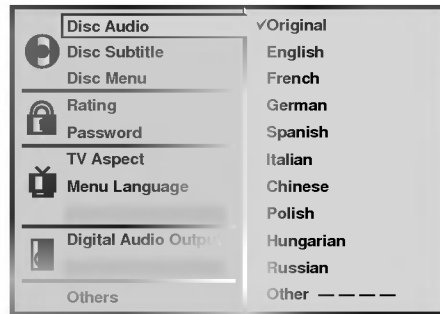 Disc Audio
Disc Subtitle
Disc Menu
Rating
Password
TV Aspect
Menu Language
Digital Audio Output
Others
✓Original
English
French
German
Spanish
Italian
Chinese
Polish
Hungarian
Russian
Other — — — —